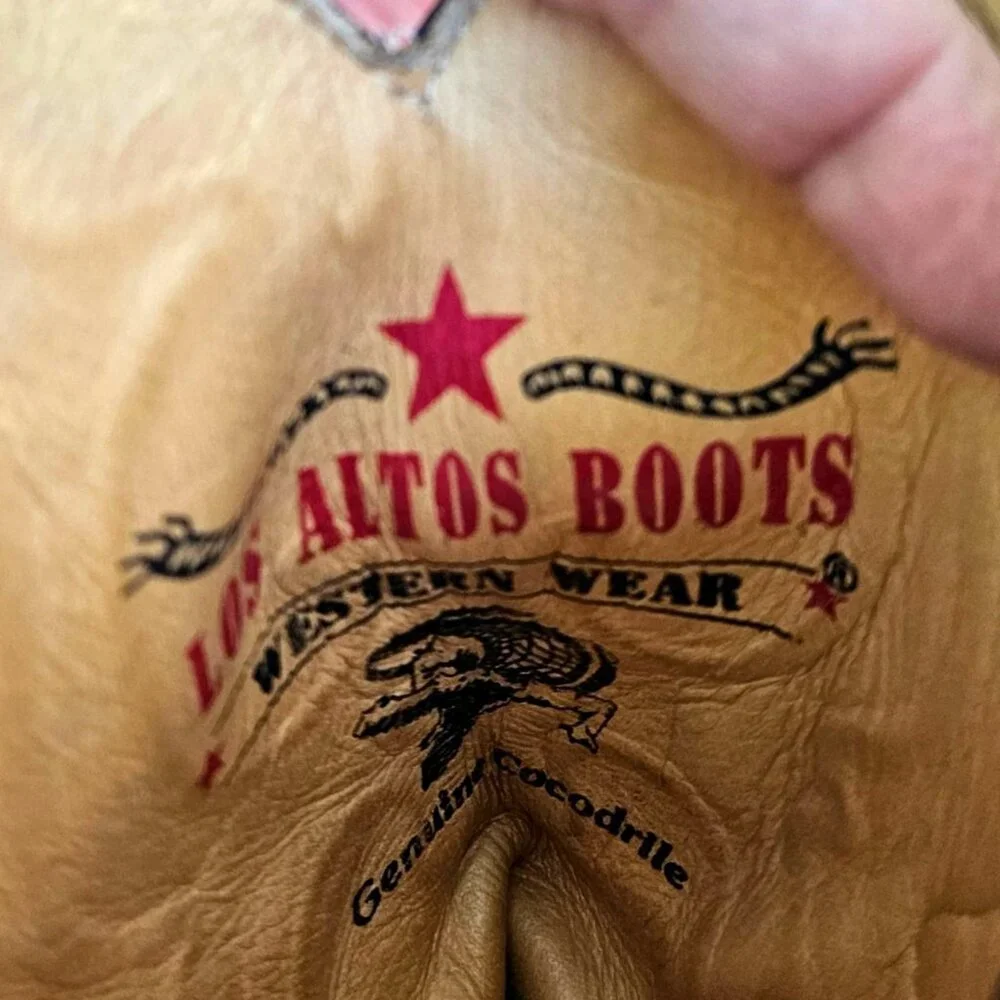 LOS ALTOS BOOTS
WESTERN WEAR ®
Genuine Cocodrile